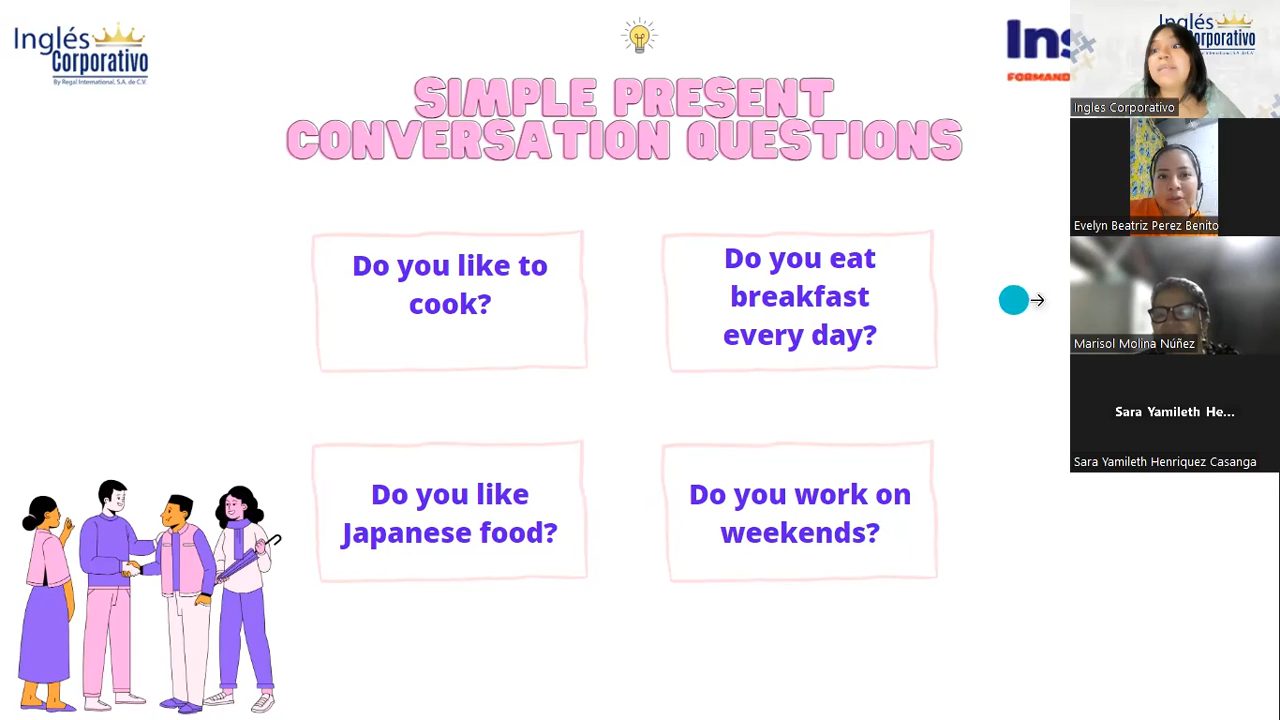 Inglés
Corporativo
By Regal International, S.A. de C.V.
Ins
FORMAND
SIMPLE PRESENT
CONVERSATION QUESTIONS
Do you like to
cook?
Do you eat
breakfast
every day?
Do you like
Japanese food?
Do you work on
weekends?
Inglés
Corporativo
Ingles Corporativo
Evelyn Beatriz Perez Benito
Marisol Molina Núñez
Sara Yamileth He...
Sara Yamileth Henriquez Casanga